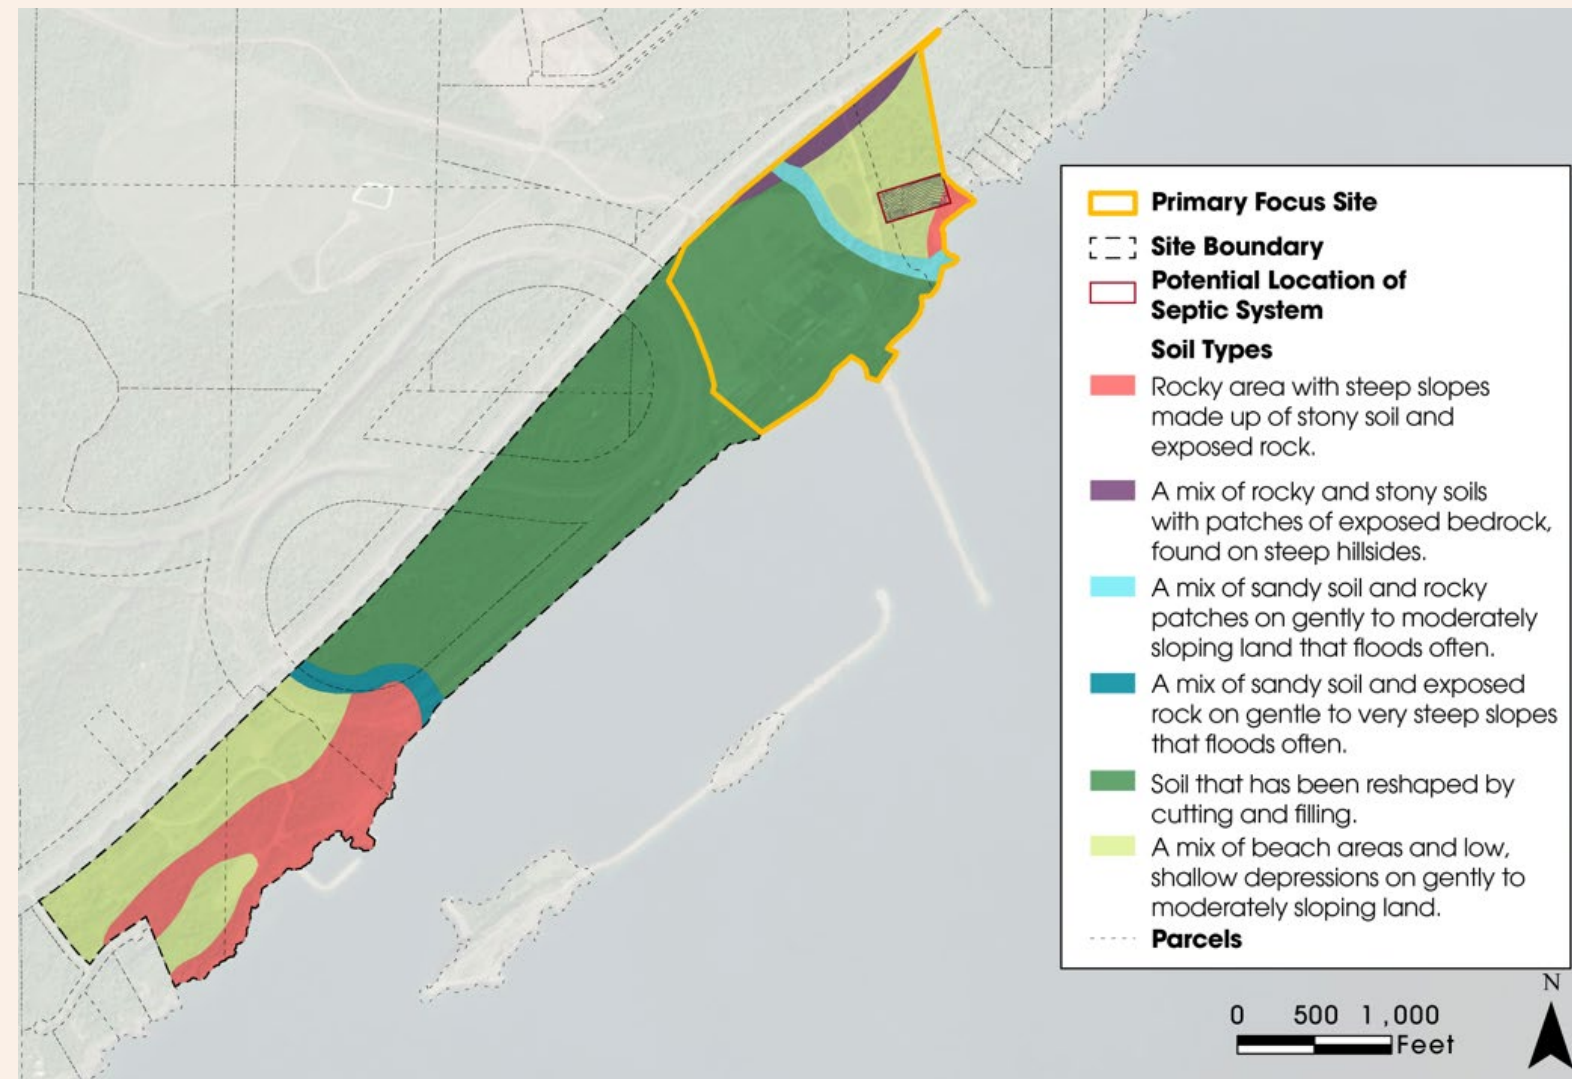 Primary Focus Site
Site Boundary
Potential Location of
Septic System
Soil Types
Rocky area with steep slopes
made up of stony soil and
exposed rock.
A mix of rocky and stony soils
with patches of exposed bedrock,
found on steep hillsides.
A mix of sandy soil and rocky
patches on gently to moderately
sloping land that floods often.
A mix of sandy soil and exposed
rock on gentle to very steep slopes
that floods often.
Soil that has been reshaped by
cutting and filling.
A mix of beach areas and low,
shallow depressions on gently to
moderately sloping land.
Parcels
N
0 500 1,000
Feet